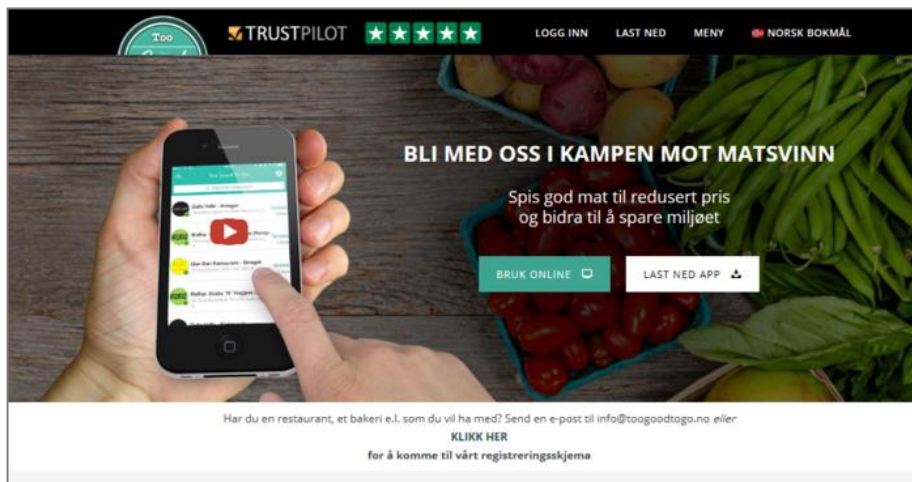 Too
TRUSTPILOT
LOGG INN
LAST NED
MENY
NORSK BOKMÅL
BLI MED OSS I KAMPEN MOT MATSVINN
Spis god mat til redusert pris
og bidra til å spare miljøet
BRUK ONLINE
LAST NED APP
Har du en restaurant, et bakeri e.l. som du vil ha med? Send en e-post til info@toogoodtogo.no eller
KLIKK HER
for å komme til vårt registreringsskjema